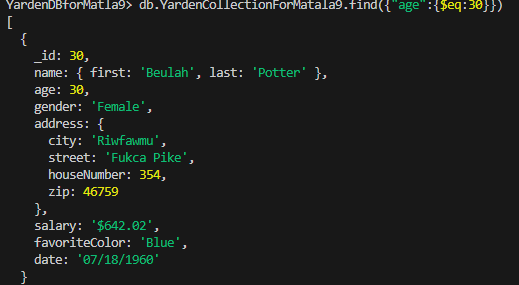 YardenDBforMatla9> db.YardenCollectionForMatala9.find({"age":{$eq:30}})
[
  {
    _id: 30,
    name: { first: 'Beulah', last: 'Potter' },
    age: 30,
    gender: 'Female',
    address: {
      city: 'Riwfawmu',
      street: 'Fukca Pike',
      houseNumber: 354,
      zip: 46759
    },
    salary: '$642.02',
    favoriteColor: 'Blue',
    date: '07/18/1960'
  }